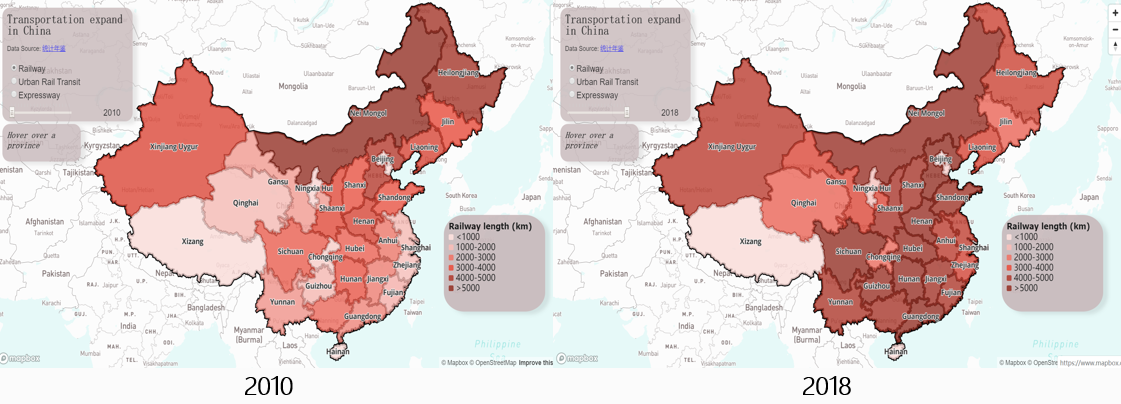 Transportation expand
in China
Data Source: 统计年鉴
Railway
Urban Rail Transit
Expressway
2010
Hover over a
province
Mongolia
Ulaanbaatar
Kyrgyzstan
Tajikistan
Afghanistan
Pakistan
India
Nepal
Bangladesh
Myanmar
(Burma)
Laos
South Korea
Japan
Taiwan
Philippine
Heilongjiang
Nei Mongol
Jilin
Liaoning
Beijing
Xinjiang Uygur
Gansu
Ningxia Hui
Shanxi
Shandong
Qinghai
Shaanxi
Henan
Xizang
Sichuan
Chongqing
Hubei
Anhui
Shanghai
Zhejiang
Guizhou
Hunan
Jiangxi
Fujian
Yunnan
Guangdong
Hainan
Railway length (km)
<1000
1000-2000
2000-3000
3000-4000
4000-5000
>5000
mapbox
© Mapbox © OpenStreetMap Improve this
2010
Transportation expand
in China
Data Source: 统计年鉴
Railway
Urban Rail Transit
Expressway
2018
Hover over a
province
Mongolia
Ulaanbaatar
Kyrgyzstan
Tajikistan
Afghanistan
Pakistan
India
Nepal
Bangladesh
Myanmar
(Burma)
Laos
South Korea
Japan
Taiwan
Philippine
Heilongjiang
Nei Mongol
Jilin
Liaoning
Beijing
Xinjiang Uygur
Gansu
Ningxia Hui
Shanxi
Shandong
Qinghai
Shaanxi
Henan
Xizang
Sichuan
Chongqing
Hubei
Anhui
Shanghai
Zhejiang
Guizhou
Hunan
Jiangxi
Fujian
Yunnan
Guangdong
Hainan
Railway length (km)
<1000
1000-2000
2000-3000
3000-4000
4000-5000
>5000
mapbox
© Mapbox © OpenStre https://www.mapbox.
2018